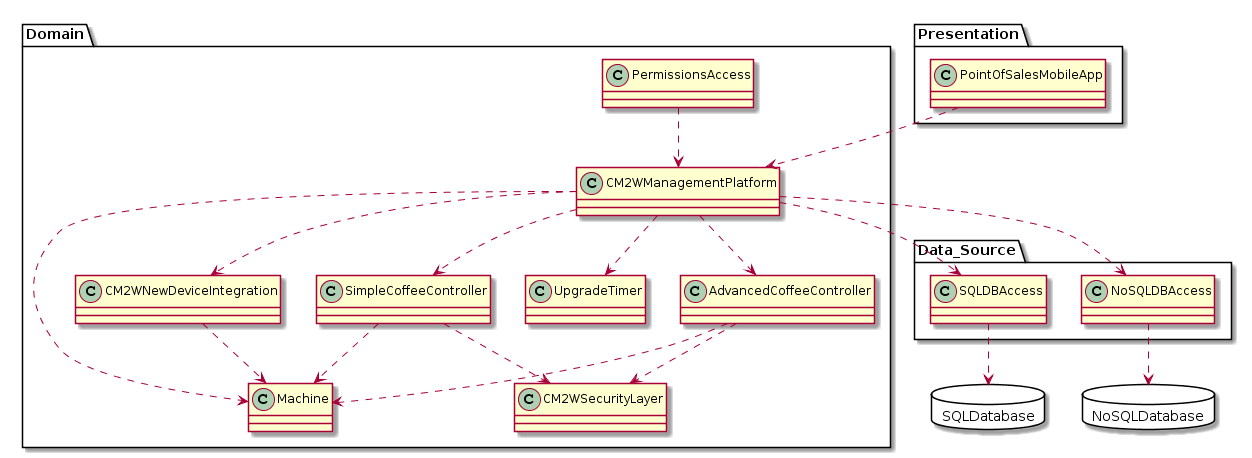 Domain
Presentation
C PermissionsAccess
C PointOfSalesMobileApp
C CM2WManagementPlatform
Data_Source
C CM2WNewDeviceIntegration
C SimpleCoffeeController
C UpgradeTimer
C AdvancedCoffeeController
C SQLDBAccess
C NoSQLDBAccess
C Machine
C CM2WSecurityLayer
SQLDatabase
NoSQLDatabase